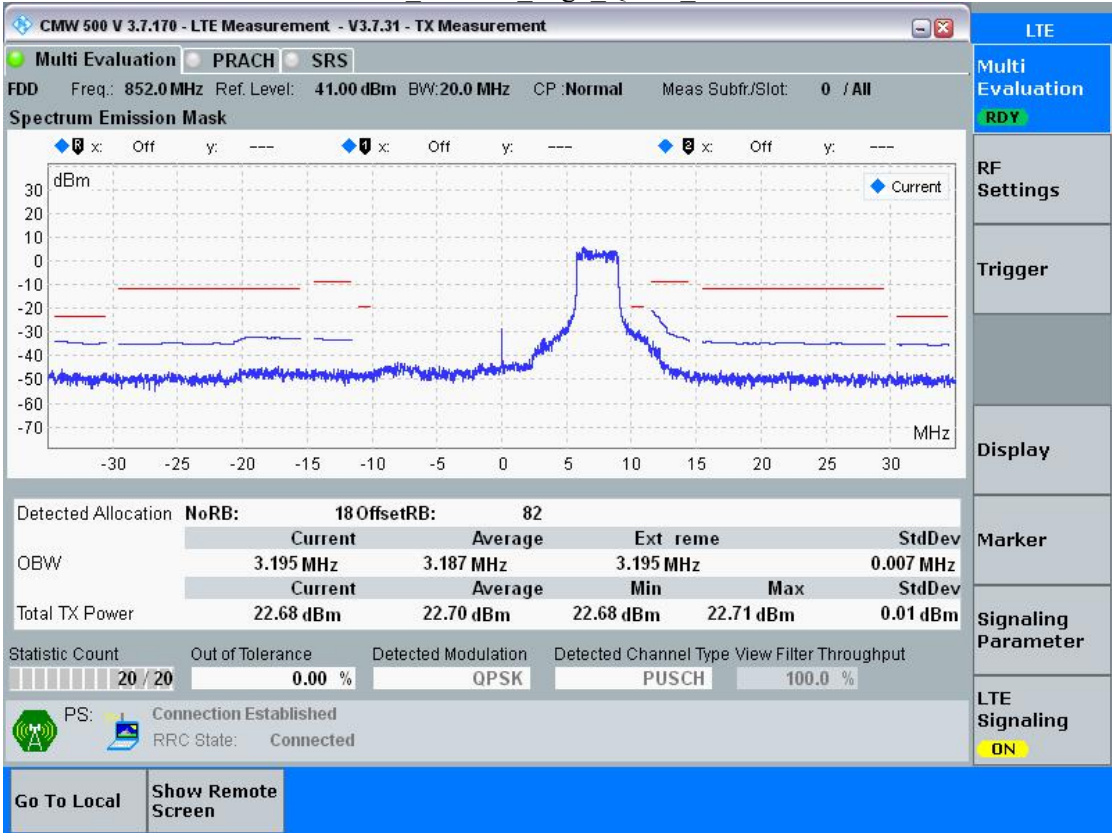 CMW 500 V 3.7.170 - LTE Measurement - V3.7.31 - TX Measurement
LTE
Multi Evaluation PRACH SRS
Multi Evaluation
RDY
FDD Freq.: 852.0 MHz Ref. Level: 41.00 dBm BW:20.0 MHz CP :Normal Meas Subfr./Slot: 0 / All
Spectrum Emission Mask
R x: Off y: --- 1 x: Off y: --- 2 x: Off y: ---
dBm
Current
30
20
10
0
-10
-20
-30
-40
-50
-60
-70
MHz
-30 -25 -20 -15 -10 -5 0 5 10 15 20 25 30
RF Settings
Trigger
Display
Marker
Signaling Parameter
LTE Signaling
ON
Detected Allocation NoRB: 18 OffsetRB: 82
Current Average Ext reme StdDev
OBW 3.195 MHz 3.187 MHz 3.195 MHz 0.007 MHz
Current Average Min Max StdDev
Total TX Power 22.68 dBm 22.70 dBm 22.68 dBm 22.71 dBm 0.01 dBm
Statistic Count Out of Tolerance Detected Modulation Detected Channel Type View Filter Throughput
20 / 20 0.00 % QPSK PUSCH 100.0 %
PS: Connection Established
RRC State: Connected
Go To Local
Show Remote Screen